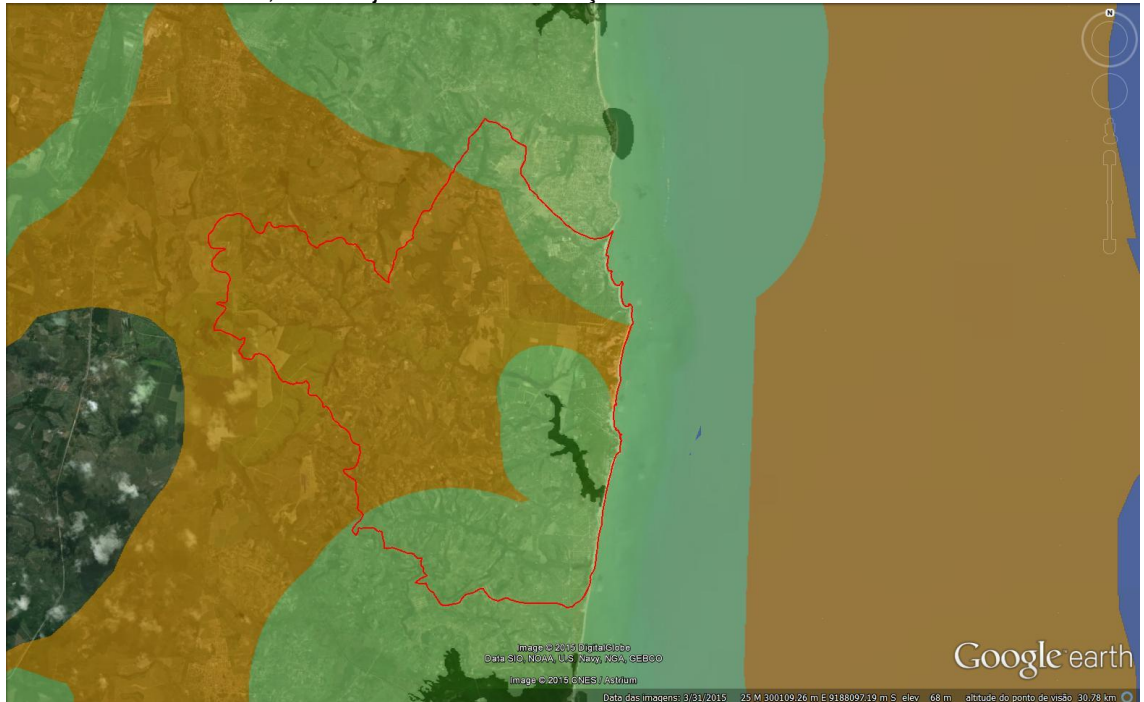 N
Image © 2015 DigitalGlobe
Data SIO, NOAA, U.S. Navy, NGA, GEBCO
Image © 2015 CNES / Astrium
Google earth
Data das imagens: 3/31/2015 25 M 300109.26 m E 9188097.19 m S elev 68 m altitude do ponto de visão 30.78 km